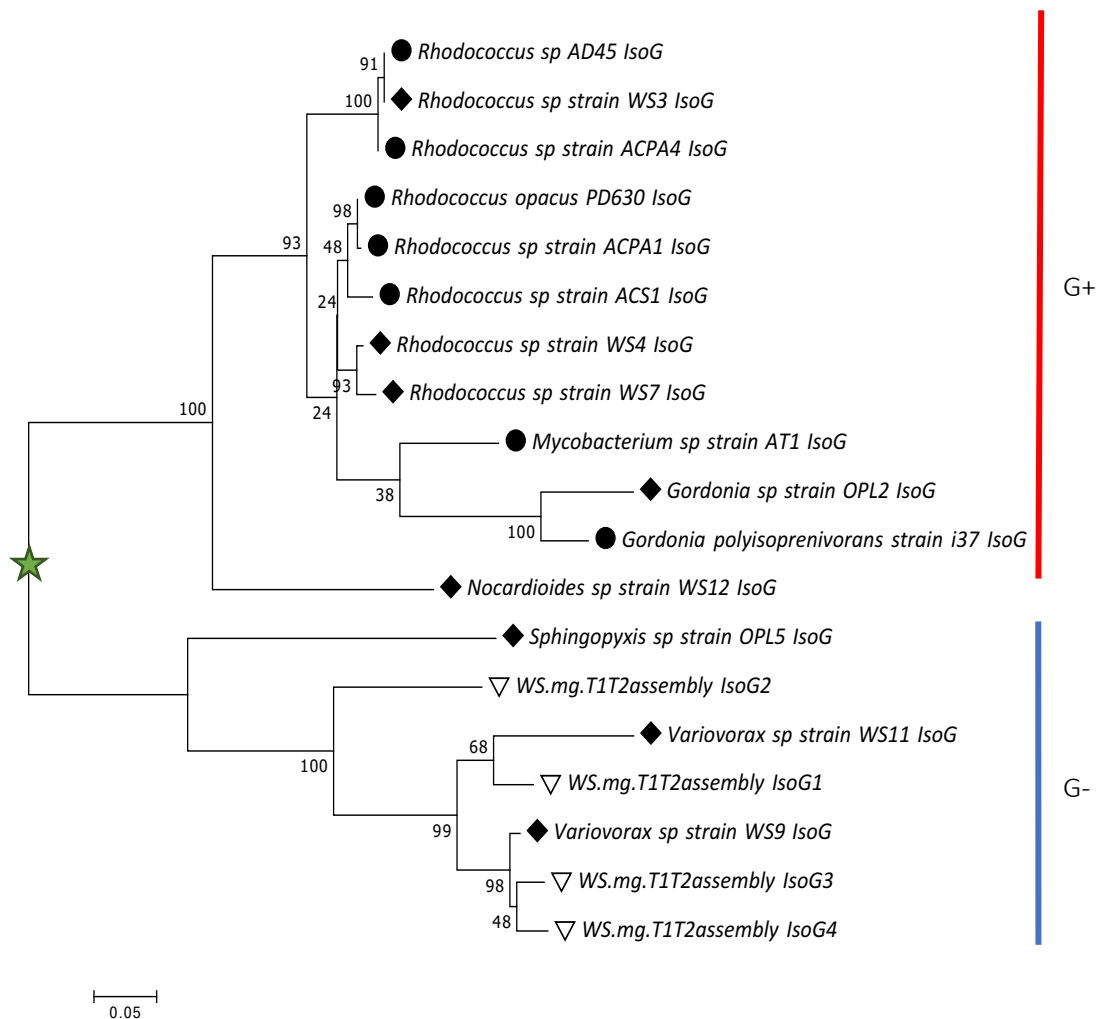 Rhodococcus sp AD45 IsoG
91
Rhodococcus sp strain WS3 IsoG
100
Rhodococcus sp strain ACPA4 IsoG
Rhodococcus opacus PD630 IsoG
98
93
48
Rhodococcus sp strain ACPA1 IsoG
Rhodococcus sp strain ACS1 IsoG
G+
24
Rhodococcus sp strain WS4 IsoG
93
Rhodococcus sp strain WS7 IsoG
100
24
Mycobacterium sp strain AT1 IsoG
Gordonia sp strain OPL2 IsoG
38
100
Gordonia polyisoprenivorans strain i37 IsoG
Nocardioides sp strain WS12 IsoG
Sphingopyxis sp strain OPL5 IsoG
WS.mg.T1T2assembly IsoG2
Variovorax sp strain WS11 IsoG
68
100
WS.mg.T1T2assembly IsoG1
G-
99
Variovorax sp strain WS9 IsoG
WS.mg.T1T2assembly IsoG3
98
48
WS.mg.T1T2assembly IsoG4
0.05